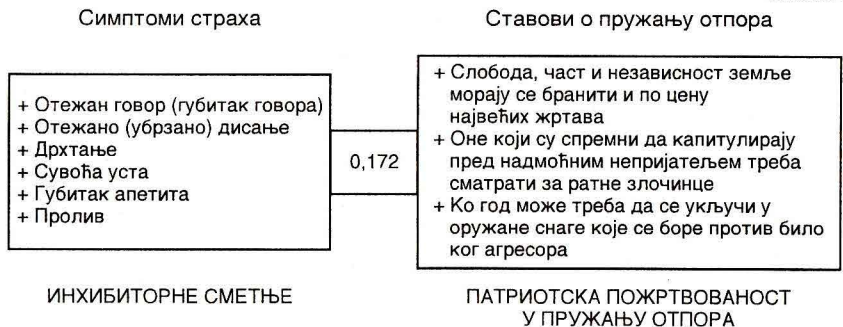 Симптоми страха
+ Отежан говор (губитак говора)
+ Отежано (убрзано) дисање
+ Дрхтање
+ Сувоћа уста
+ Губитак апетита
+ Пролив
ИНХИБИТОРНЕ СМЕТЊЕ
0,172
Ставови о пружању отпора
+ Слобода, част и независност земље
морају се бранити и по цену
највећих жртава
+ Оне који су спремни да капитулирају
пред надмоћним непријатељем треба
сматрати за ратне злочинце
+ Ко год може треба да се укључи у
оружане снаге које се боре против било
ког агресора
ПАТРИОТСКА ПОЖРТВОВАНОСТ
У ПРУЖАЊУ ОТПОРА